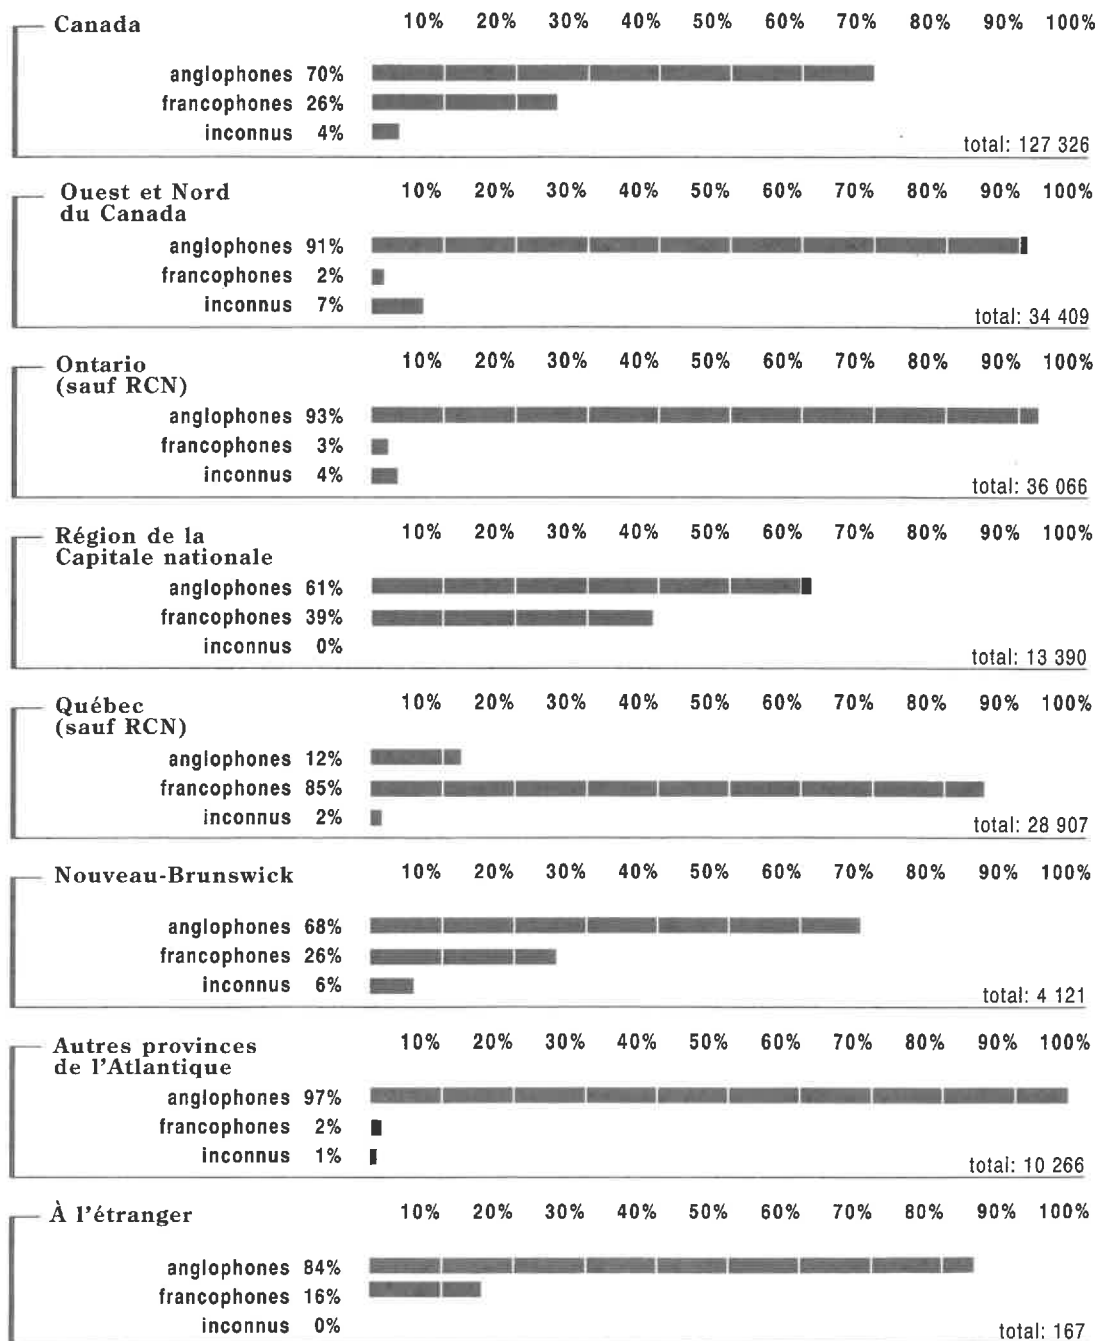 Canada 10% 20% 30% 40% 50% 60% 70% 80% 90% 100%
anglophones 70%
francophones 26%
inconnus 4%
total: 127 326
Ouest et Nord 10% 20% 30% 40% 50% 60% 70% 80% 90% 100%
du Canada
anglophones 91%
francophones 2%
inconnus 7%
total: 34 409
Ontario 10% 20% 30% 40% 50% 60% 70% 80% 90% 100%
(sauf RCN)
anglophones 93%
francophones 3%
inconnus 4%
total: 36 066
Région de la 10% 20% 30% 40% 50% 60% 70% 80% 90% 100%
Capitale nationale
anglophones 61%
francophones 39%
inconnus 0%
total: 13 390
Québec 10% 20% 30% 40% 50% 60% 70% 80% 90% 100%
(sauf RCN)
anglophones 12%
francophones 85%
inconnus 2%
total: 28 907
Nouveau-Brunswick 10% 20% 30% 40% 50% 60% 70% 80% 90% 100%
anglophones 68%
francophones 26%
inconnus 6%
total: 4 121
Autres provinces 10% 20% 30% 40% 50% 60% 70% 80% 90% 100%
de l'Atlantique
anglophones 97%
francophones 2%
inconnus 1%
total: 10 266
À l'étranger 10% 20% 30% 40% 50% 60% 70% 80% 90% 100%
anglophones 84%
francophones 16%
inconnus 0%
total: 167